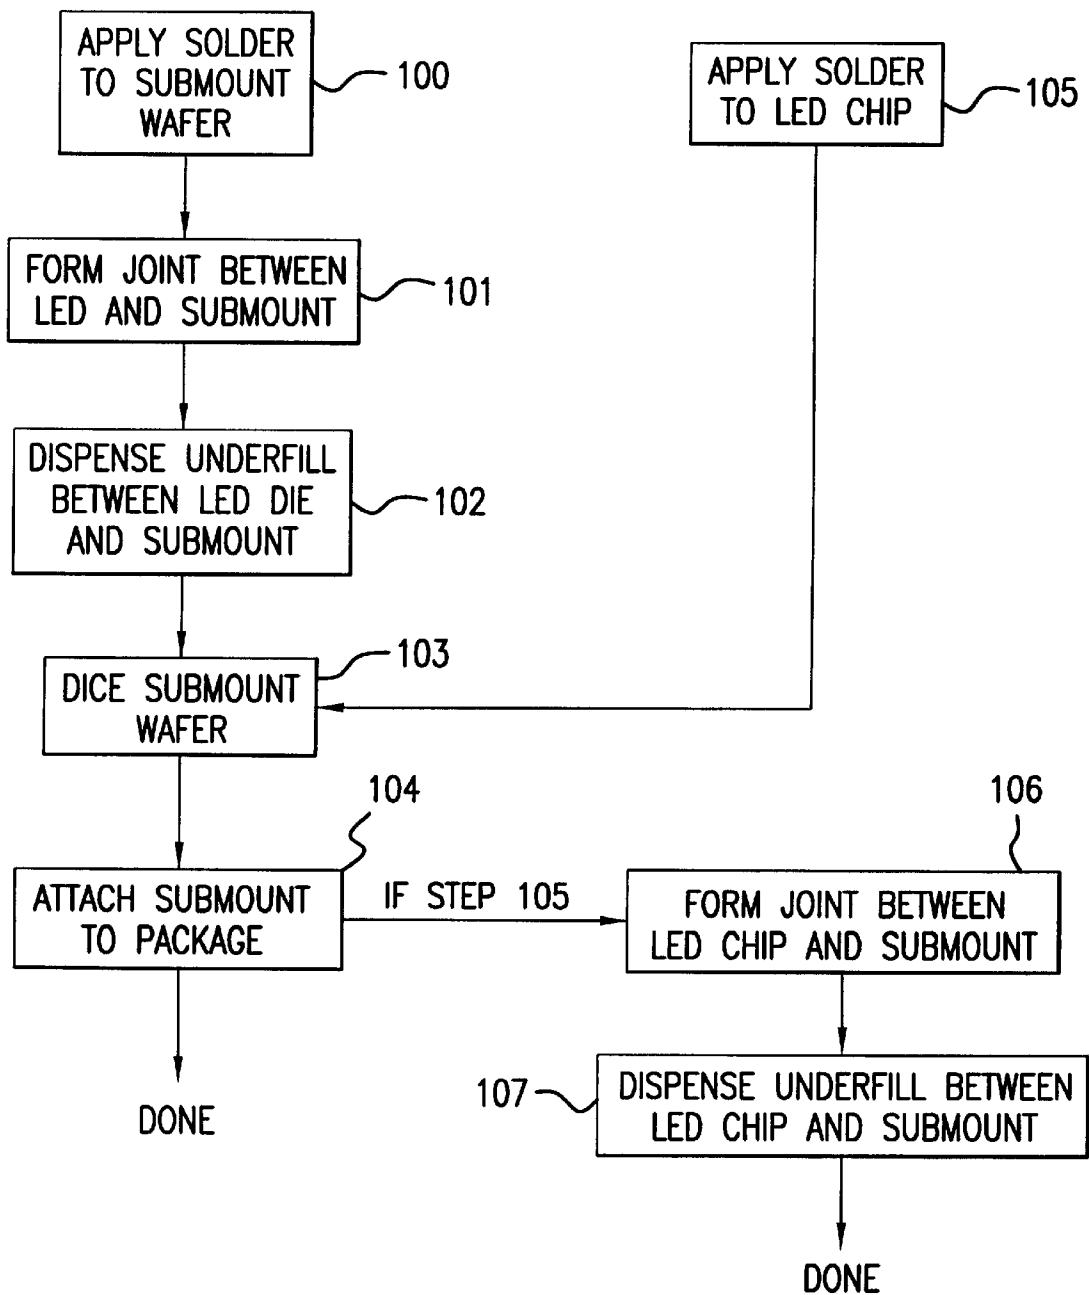 APPLY SOLDER
TO SUBMOUNT
WAFER
100
APPLY SOLDER
TO LED CHIP
105
FORM JOINT BETWEEN
LED AND SUBMOUNT
101
DISPENSE UNDERFILL
BETWEEN LED DIE
AND SUBMOUNT
102
DICE SUBMOUNT
WAFER
103
ATTACH SUBMOUNT
TO PACKAGE
104
IF STEP 105
FORM JOINT BETWEEN
LED CHIP AND SUBMOUNT
106
DONE
DISPENSE UNDERFILL BETWEEN
LED CHIP AND SUBMOUNT
107
DONE